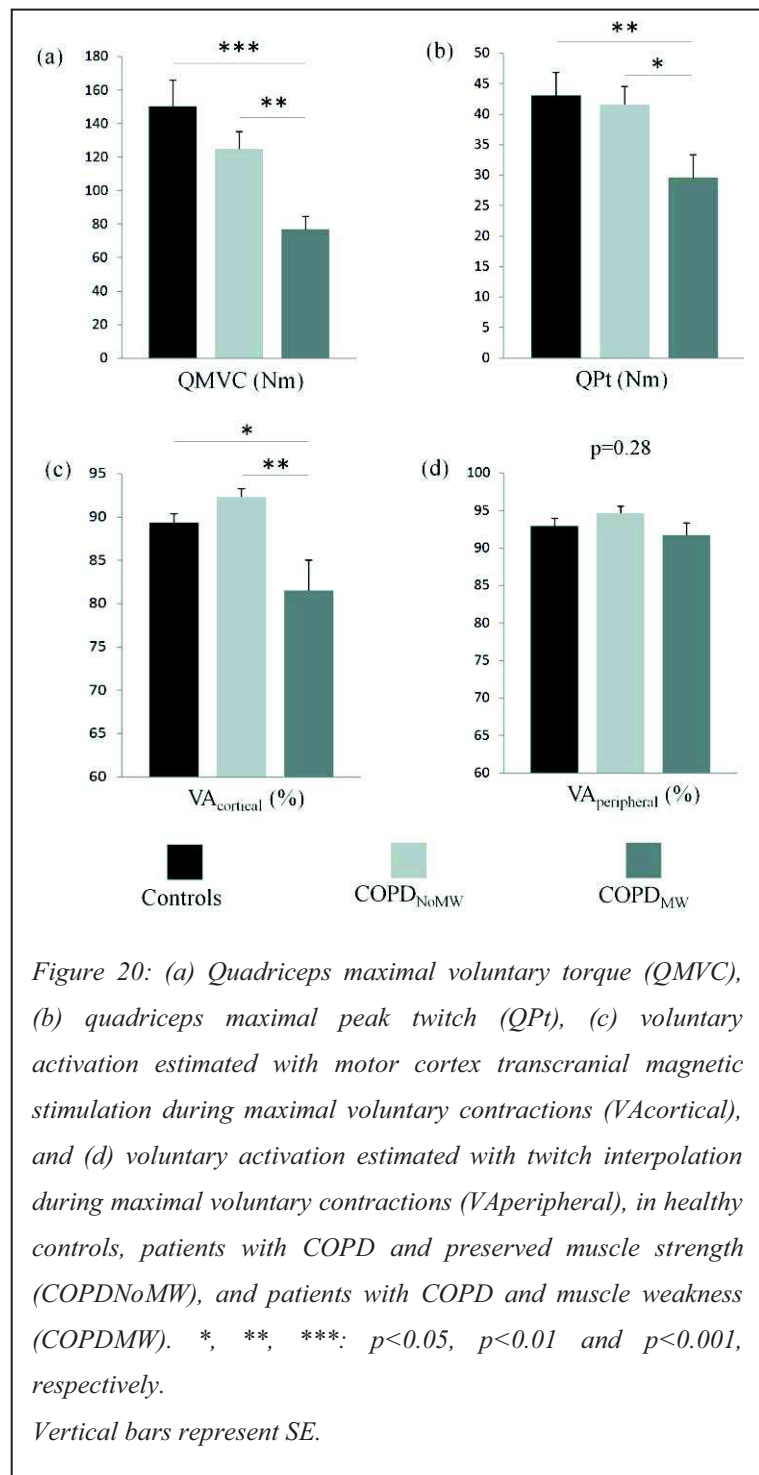 (a)
180
160
140
120
100
80
60
40
20
0
***
**
QMVC (Nm)
(b)
50
45
40
35
30
25
20
15
10
5
0
**
*
QPt (Nm)
(c)
95
90
85
80
75
70
65
60
*
**
VAcortical (%)
(d)
p=0.28
100
95
90
85
80
75
70
65
60
VAperipheral (%)
Controls
COPDNoMW
COPDMW
Figure 20: (a) Quadriceps maximal voluntary torque (QMVC),
(b) quadriceps maximal peak twitch (QPt), (c) voluntary
activation estimated with motor cortex transcranial magnetic
stimulation during maximal voluntary contractions (VAcortical),
and (d) voluntary activation estimated with twitch interpolation
during maximal voluntary contractions (VAperipheral), in healthy
controls, patients with COPD and preserved muscle strength
(COPDNoMW), and patients with COPD and muscle weakness
(COPDMW). *, **, ***: p<0.05, p<0.01 and p<0.001,
respectively.
Vertical bars represent SE.